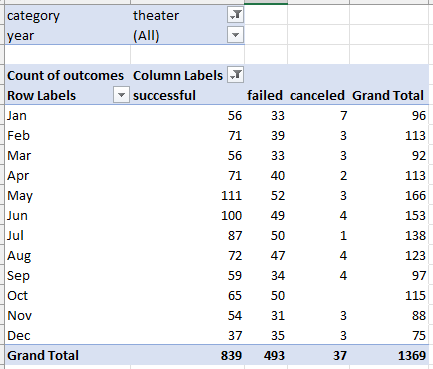 category theater
year (All)
Count of outcomes Column Labels
Row Labels successful failed canceled Grand Total
Jan 56 33 7 96
Feb 71 39 3 113
Mar 56 33 3 92
Apr 71 40 2 113
May 111 52 3 166
Jun 100 49 4 153
Jul 87 50 1 138
Aug 72 47 4 123
Sep 59 34 4 97
Oct 65 50 115
Nov 54 31 3 88
Dec 37 35 3 75
Grand Total 839 493 37 1369